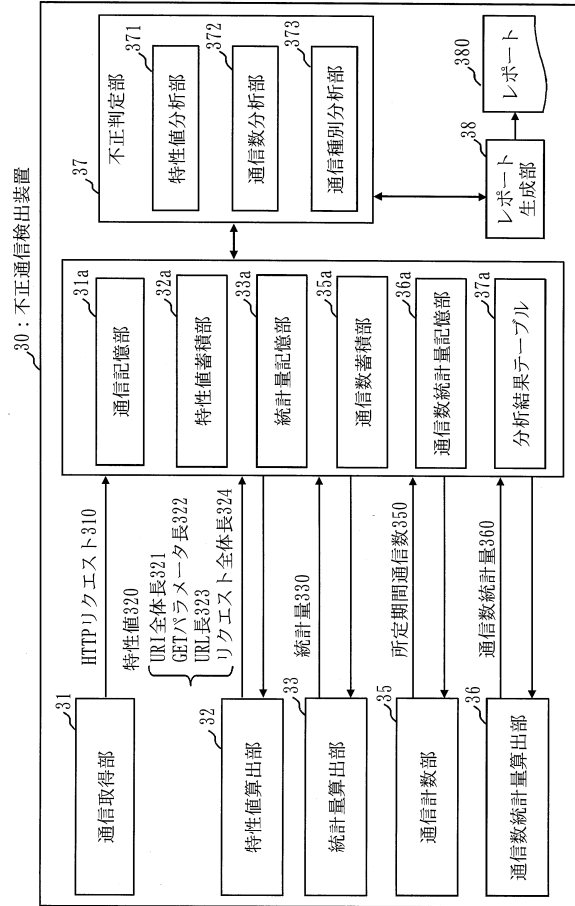 30：不正通信検出装置
31
通信取得部
32
特性値算出部
33
統計量算出部
35
通信計数部
36
通信数統計量算出部
HTTPリクエスト310
特性値320
URI全体長321
GETパラメータ長322
URL長323
リクエスト全体長324
統計量330
所定期間通信数350
通信数統計量360
31a
通信記憶部
32a
特性値蓄積部
33a
統計量記憶部
35a
通信数蓄積部
36a
通信数統計量記憶部
37a
分析結果テーブル
37
不正判定部
371
特性値分析部
372
通信数分析部
373
通信種別分析部
38
レポート
生成部
380
レポート